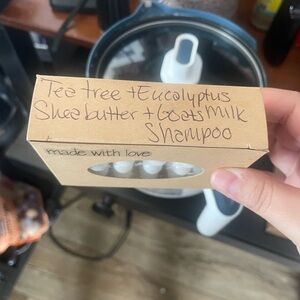 Tea tree + Eucalyptus
Shea butter + Goats Milk
Shampoo
made with love